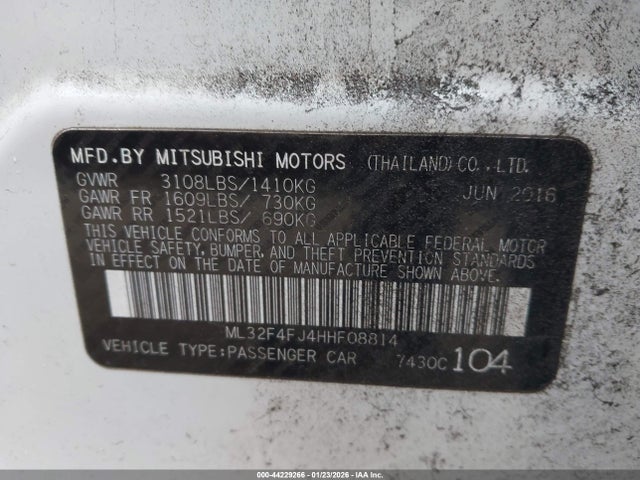 MFD.BY MITSUBISHI MOTORS (THAILAND)CO.,LTD.
GVWR 3108LBS/1410KG JUN 2016
GAWR FR 1609LBS/ 730KG
GAWR RR 1521LBS/ 690KG
THIS VEHICLE CONFORMS TO ALL APPLICABLE FEDERAL MOTOR
VEHICLE SAFETY, BUMPER, AND THEFT PREVENTION STANDARDS
IN EFFECT ON THE DATE OF MANUFACTURE SHOWN ABOVE.
ML32F4FJ4HHF08814
VEHICLE TYPE:PASSENGER CAR 7430C 104
000-44229266 - 01/23/2026 - IAA Inc.